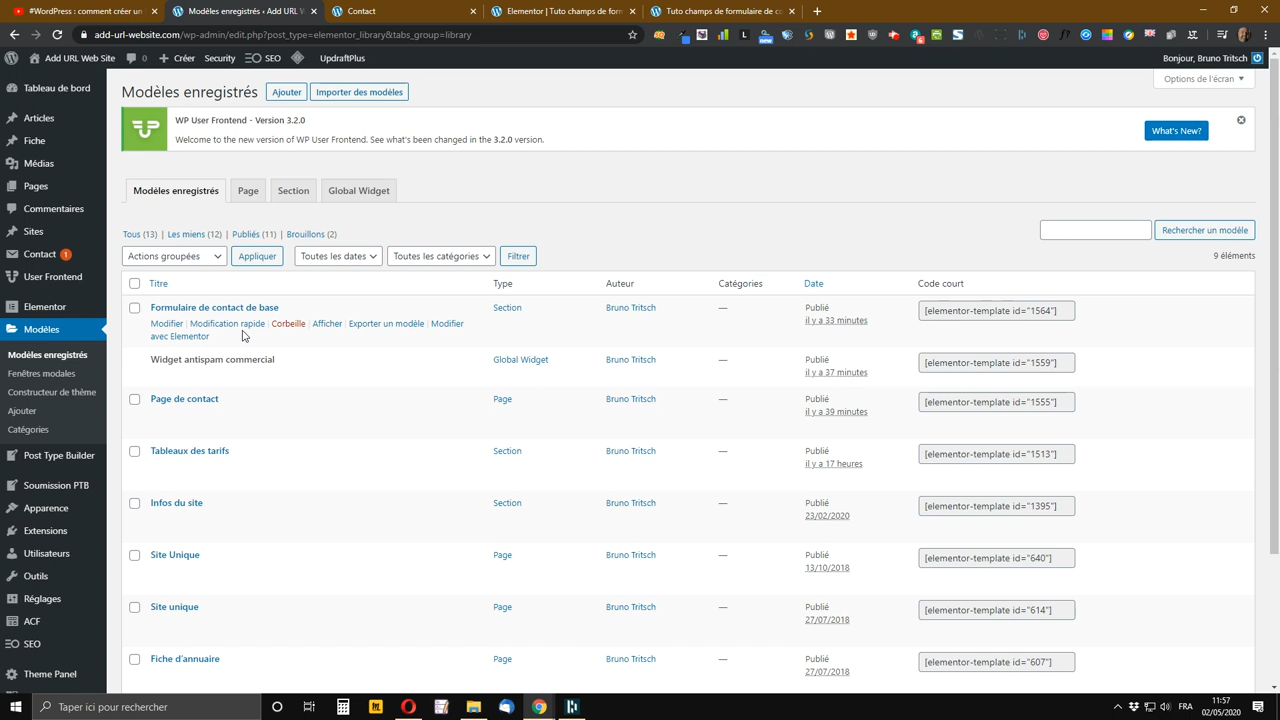 #WordPress : comment créer un
Modèles enregistrés ‹ Add URL W
Contact
Elementor | Tuto champs de form
Tuto champs de formulaire de co
add-url-website.com/wp-admin/edit.php?post_type=elementor_library&tabs_group=library
Add URL Web Site 0 + Créer Security SEO UpdraftPlus Bonjour, Bruno Tritsch
Options de l'écran
Tableau de bord
Articles
Fiche
Médias
Pages
Commentaires
Sites
Contact 1
User Frontend
Elementor
Modèles
Modèles enregistrés
Fenêtres modales
Constructeur de thème
Ajouter
Catégories
Post Type Builder
Soumission PTB
Apparence
Extensions
Utilisateurs
Outils
Réglages
ACF
SEO
Theme Panel
Modèles enregistrés Ajouter Importer des modèles
WP User Frontend - Version 3.2.0
Welcome to the new version of WP User Frontend. See what's been changed in the 3.2.0 version.
What's New?
Modèles enregistrés Page Section Global Widget
Tous (13) | Les miens (12) | Publiés (11) | Brouillons (2)
Rechercher un modèle
Actions groupées Appliquer Toutes les dates Toutes les catégories Filtrer
9 éléments
Titre Type Auteur Catégories Date Code court
Formulaire de contact de base Section Bruno Tritsch — Publié [elementor-template id="1564"]
il y a 33 minutes
Modifier | Modification rapide | Corbeille | Afficher | Exporter un modèle | Modifier
avec Elementor
Widget antispam commercial Global Widget Bruno Tritsch — Publié [elementor-template id="1559"]
il y a 37 minutes
Page de contact Page Bruno Tritsch — Publié [elementor-template id="1555"]
il y a 39 minutes
Tableaux des tarifs Section Bruno Tritsch — Publié [elementor-template id="1513"]
il y a 17 heures
Infos du site Section Bruno Tritsch — Publié [elementor-template id="1395"]
23/02/2020
Site Unique Page Bruno Tritsch — Publié [elementor-template id="640"]
13/10/2018
Site unique Page Bruno Tritsch — Publié [elementor-template id="614"]
27/07/2018
Fiche d'annuaire Page Bruno Tritsch — Publié [elementor-template id="607"]
27/07/2018
Taper ici pour rechercher
FRA
11:57
02/05/2020